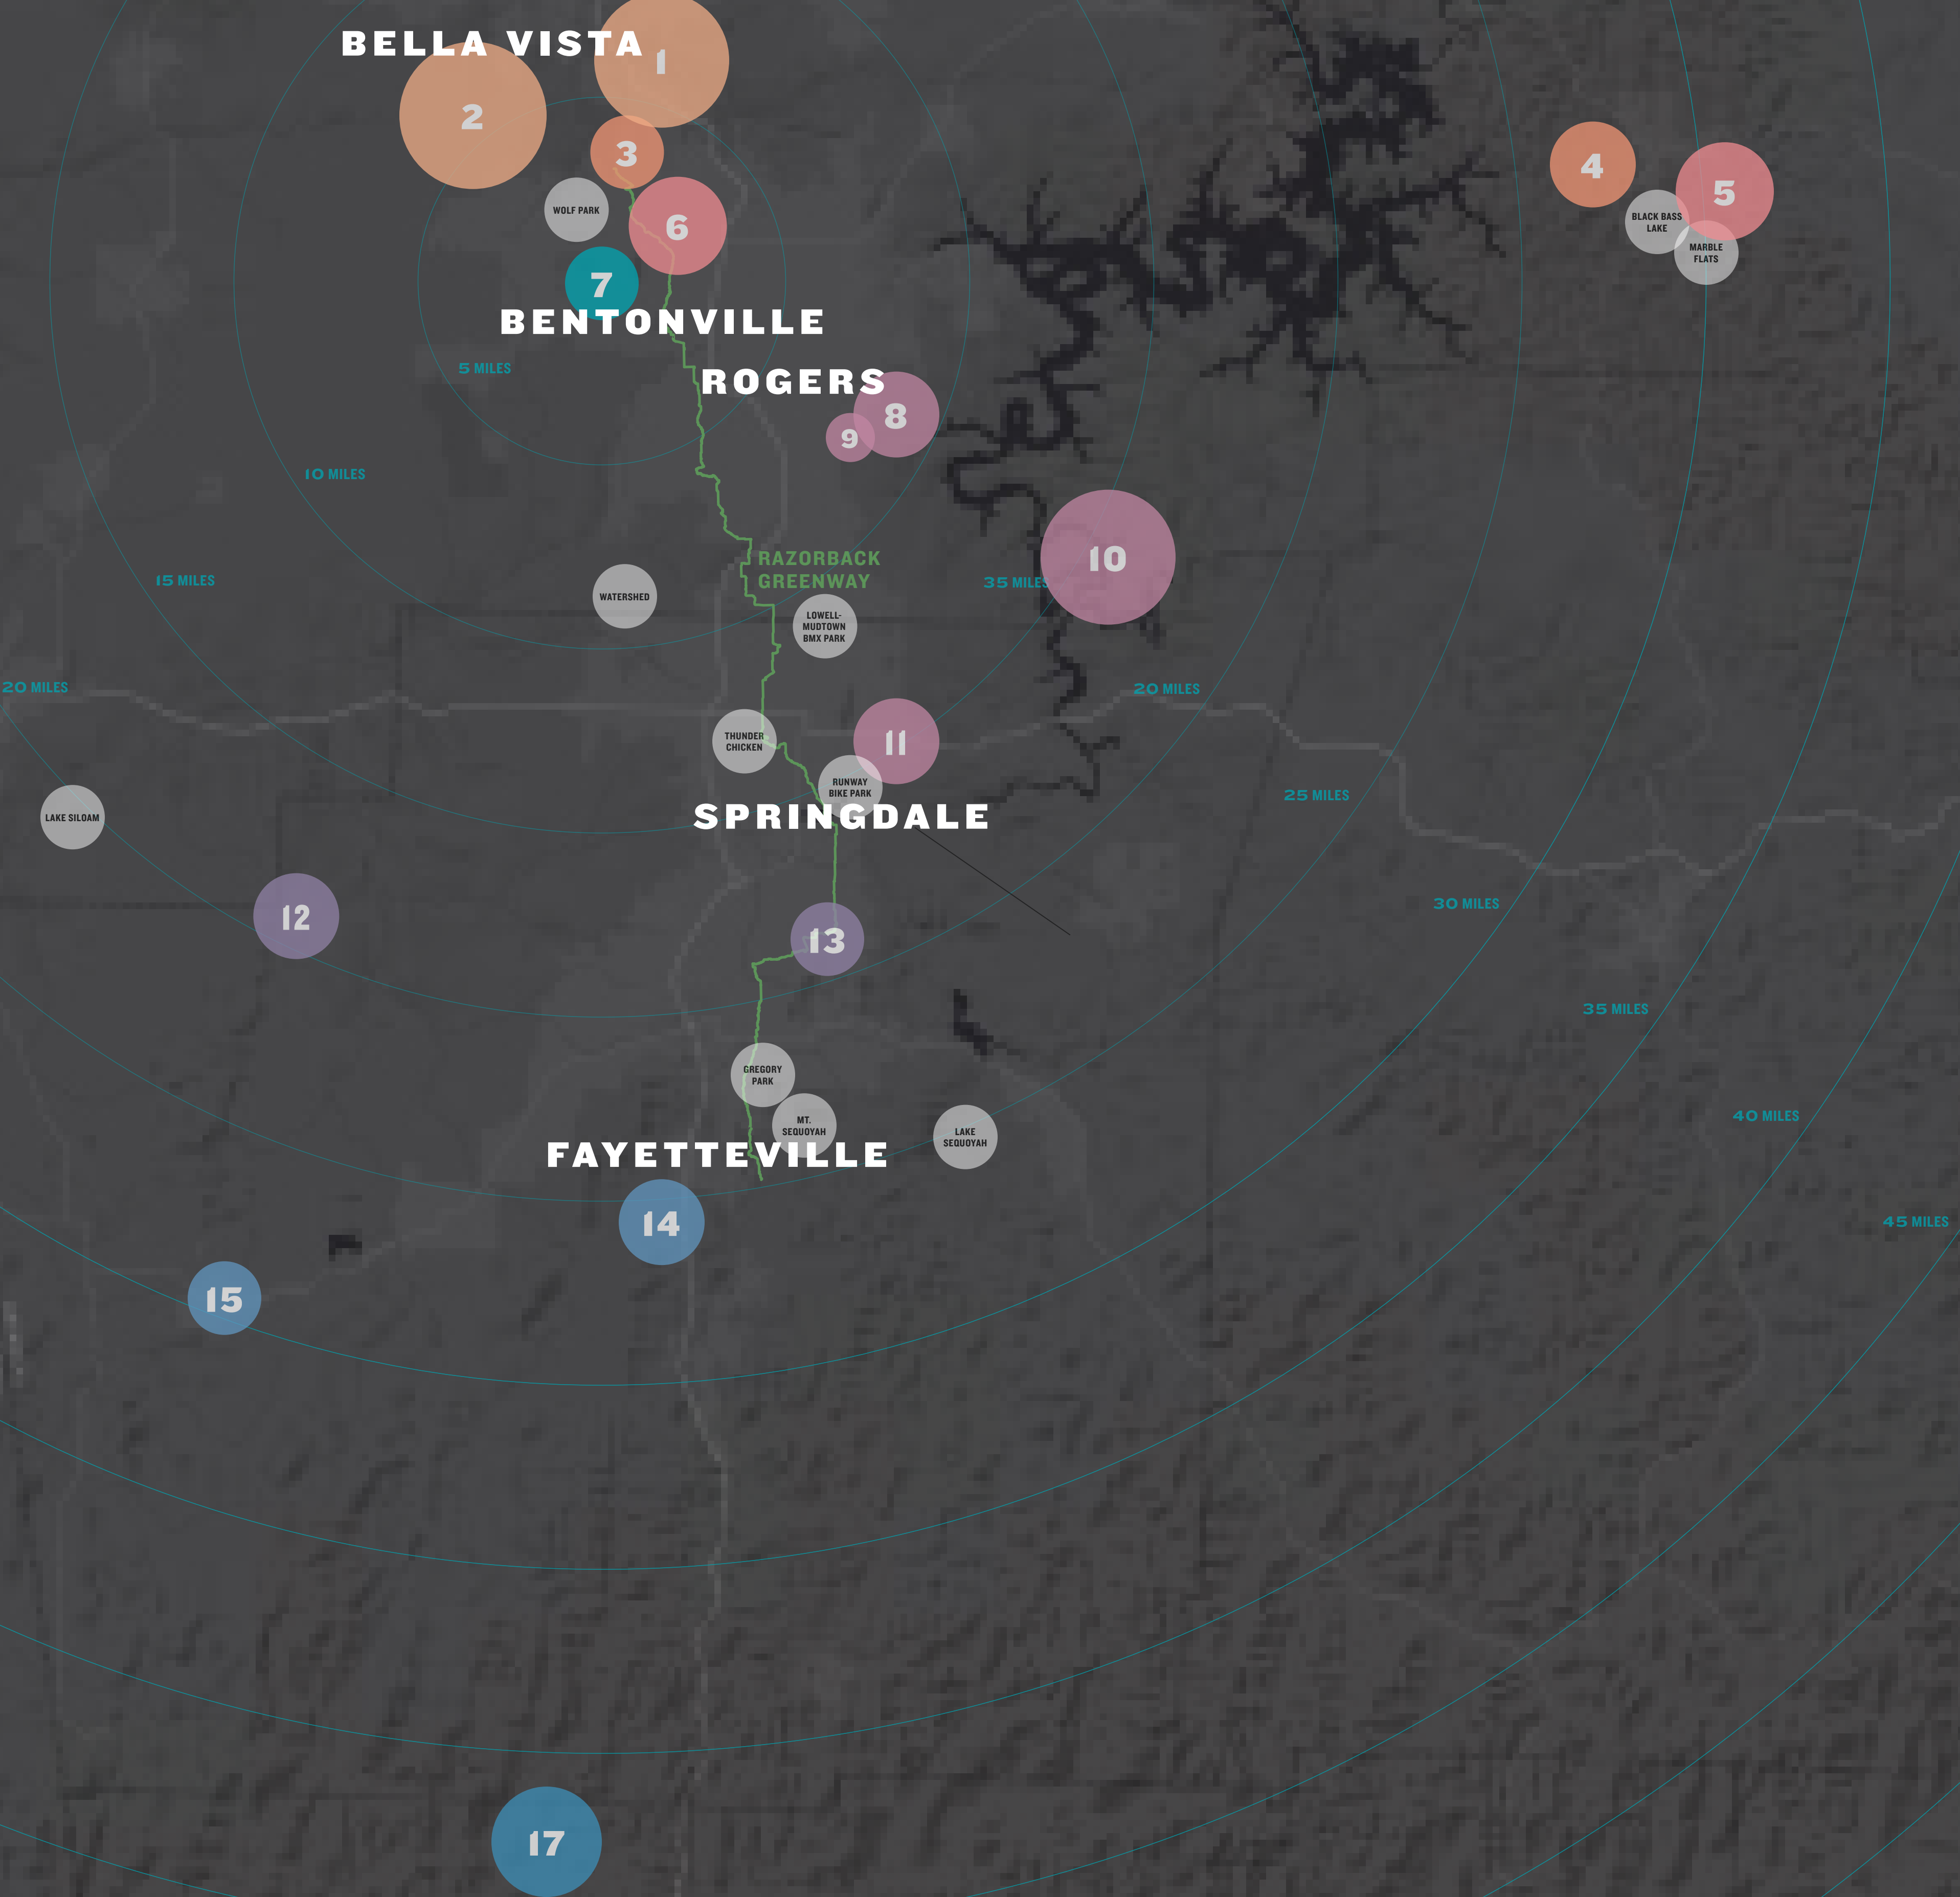 BELLA VISTA
1
2
3
4
5
WOLF PARK
6
BLACK BASS
LAKE
MARBLE
FLATS
7
BENTONVILLE
5 MILES
ROGERS
8
9
10 MILES
RAZORBACK
GREENWAY
10
15 MILES
35 MILES
WATERSHED
LOWELL-
MUDTOWN
BMX PARK
20 MILES
20 MILES
THUNDER
CHICKEN
11
RUNWAY
BIKE PARK
25 MILES
LAKE SILOAM
SPRINGDALE
30 MILES
12
13
35 MILES
GREGORY
PARK
40 MILES
MT.
SEQUOYAH
LAKE
SEQUOYAH
FAYETTEVILLE
14
45 MILES
15
17